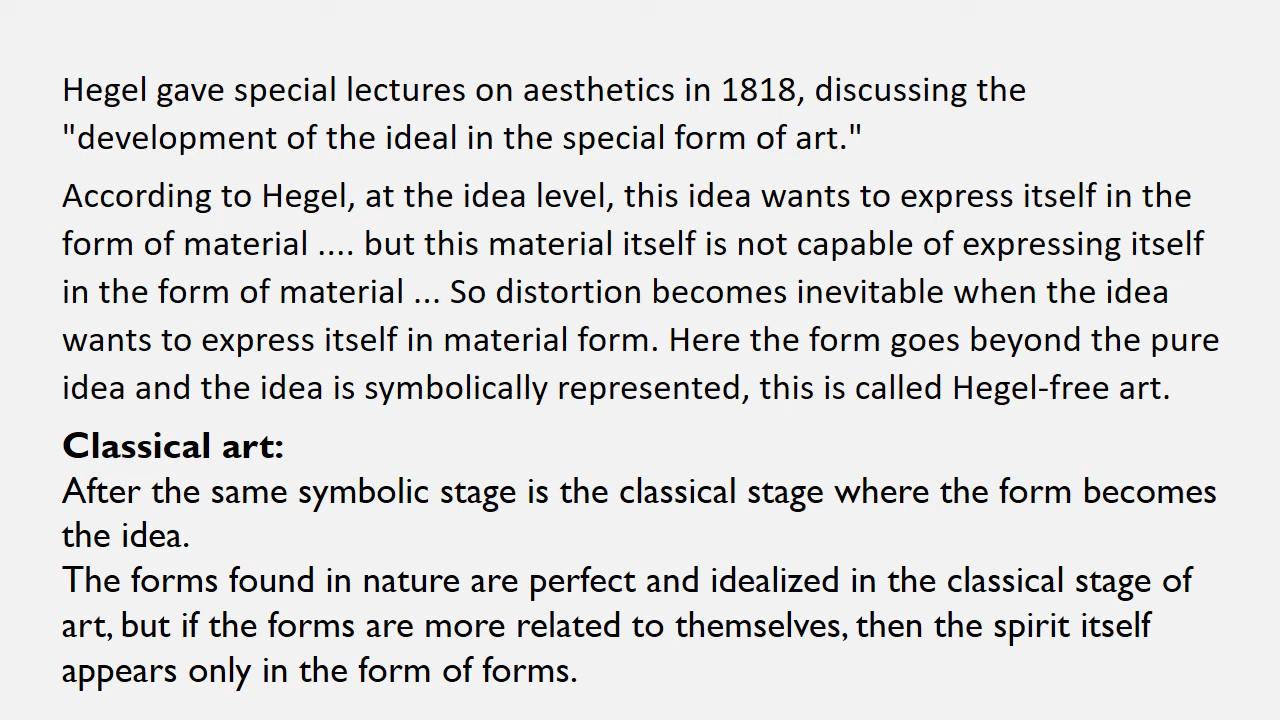 Hegel gave special lectures on aesthetics in 1818, discussing the
"development of the ideal in the special form of art."
According to Hegel, at the idea level, this idea wants to express itself in the
form of material .... but this material itself is not capable of expressing itself
in the form of material ... So distortion becomes inevitable when the idea
wants to express itself in material form. Here the form goes beyond the pure
idea and the idea is symbolically represented, this is called Hegel-free art.
Classical art:
After the same symbolic stage is the classical stage where the form becomes
the idea.
The forms found in nature are perfect and idealized in the classical stage of
art, but if the forms are more related to themselves, then the spirit itself
appears only in the form of forms.